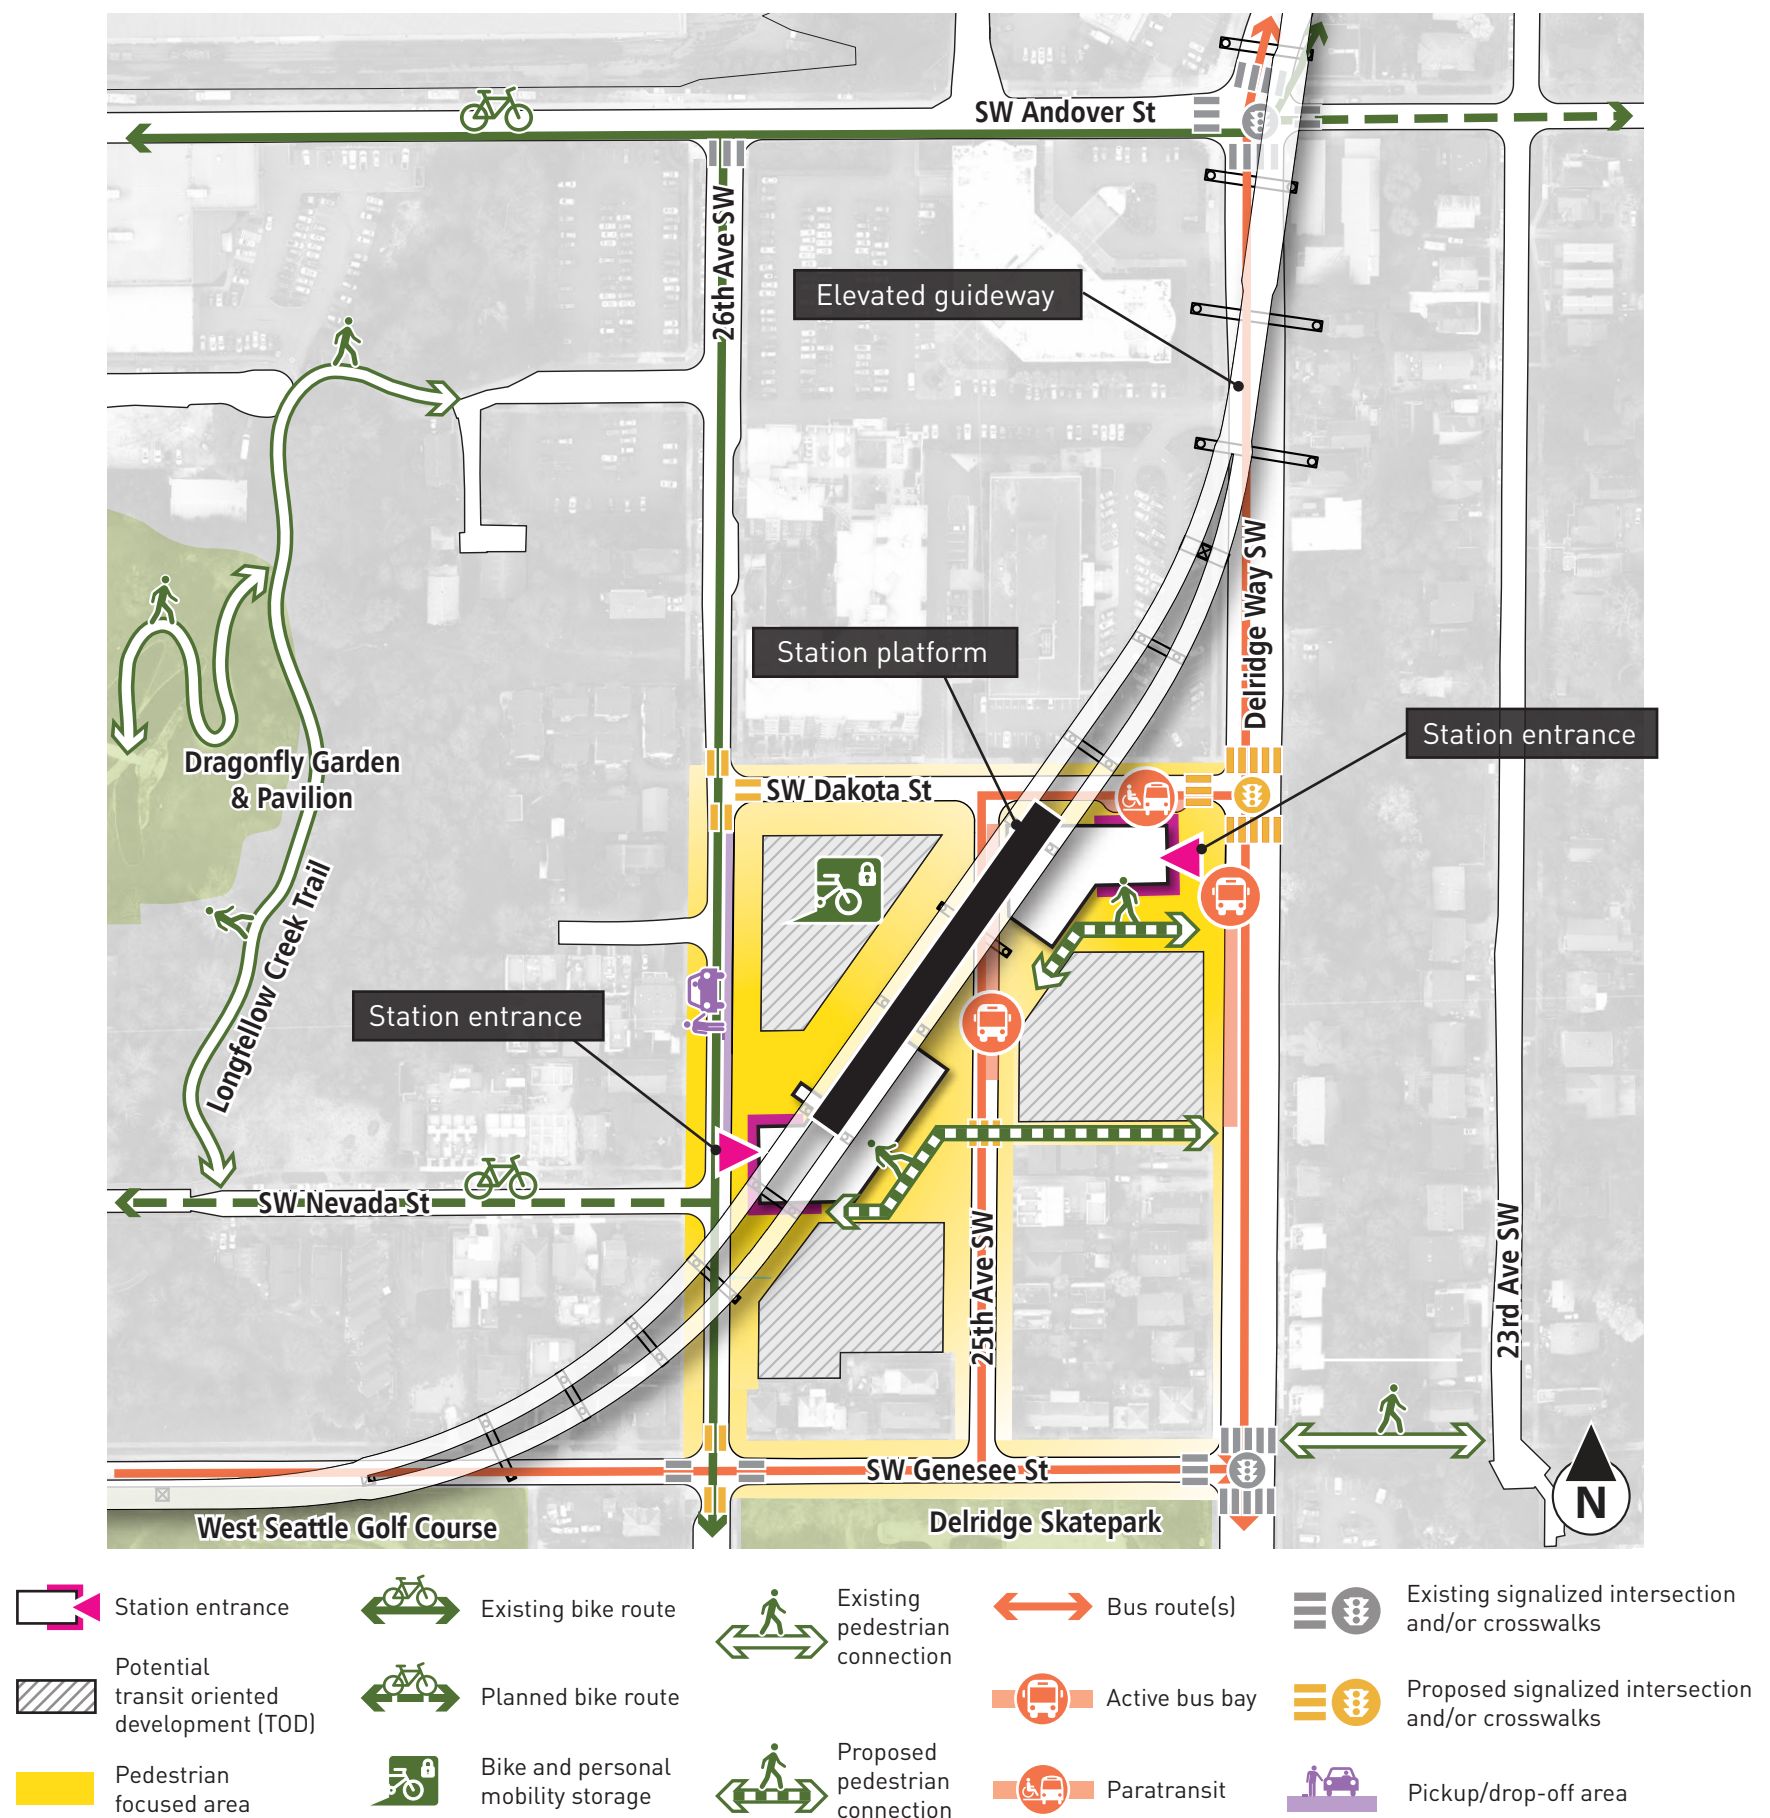 SW Andover St
26th Ave SW
Elevated guideway
Delridge Way SW
Station platform
Station entrance
Dragonfly Garden
& Pavilion
SW Dakota St
Longfellow Creek Trail
Station entrance
SW Nevada St
25th Ave SW
23rd Ave SW
SW Genesee St
West Seattle Golf Course
Delridge Skatepark
N
Station entrance
Potential
transit oriented
development (TOD)
Pedestrian
focused area
Existing bike route
Planned bike route
Bike and personal
mobility storage
Existing
pedestrian
connection
Proposed
pedestrian
connection
Bus route(s)
Active bus bay
Paratransit
Existing signalized intersection
and/or crosswalks
Proposed signalized intersection
and/or crosswalks
Pickup/drop-off area